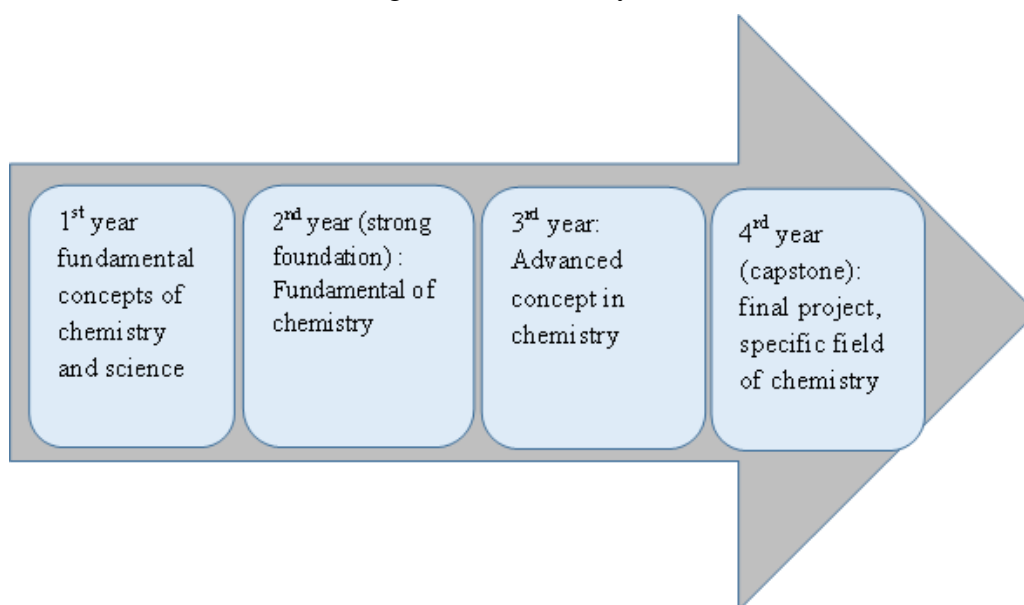 1st year
fundamental
concepts of
chemistry
and science
2nd year (strong
foundation) :
Fundamental of
chemistry
3rd year:
Advanced
concept in
chemistry
4rd year
(capstone):
final project,
specific field
of chemistry